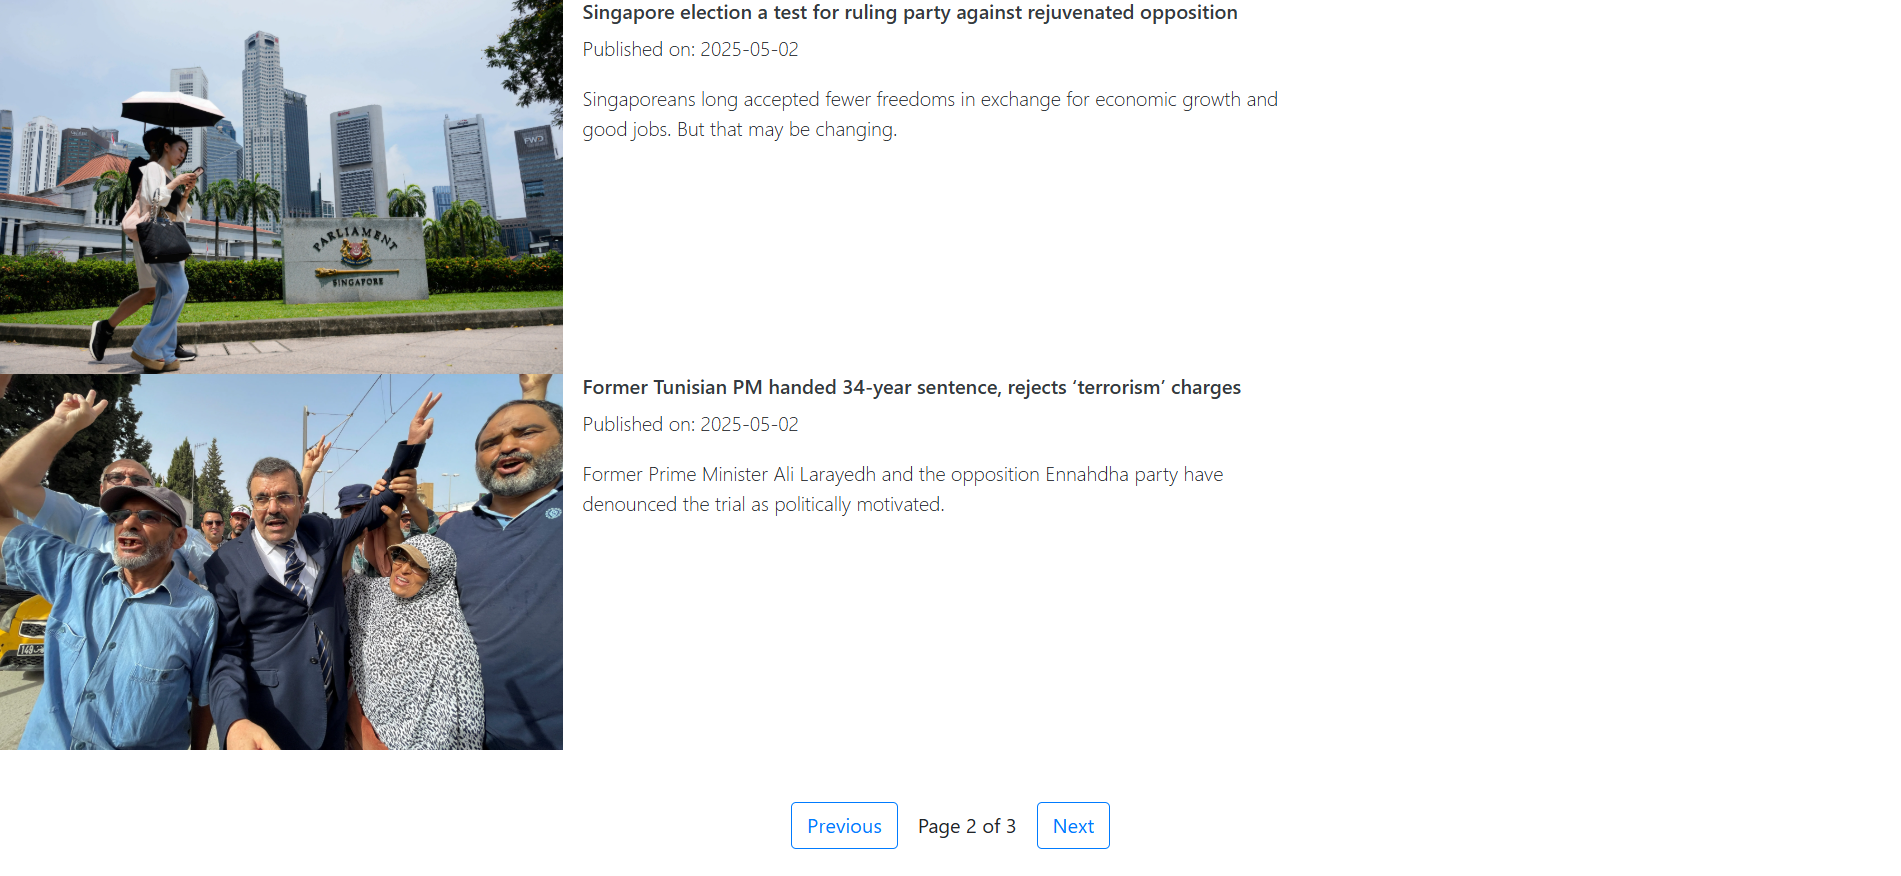 Singapore election a test for ruling party against rejuvenated opposition
Published on: 2025-05-02
Singaporeans long accepted fewer freedoms in exchange for economic growth and
good jobs. But that may be changing.
FWD
PARLIAMENT
SINGAPORE
Former Tunisian PM handed 34-year sentence, rejects ‘terrorism’ charges
Published on: 2025-05-02
Former Prime Minister Ali Larayedh and the opposition Ennahdha party have
denounced the trial as politically motivated.
Previous Page 2 of 3 Next